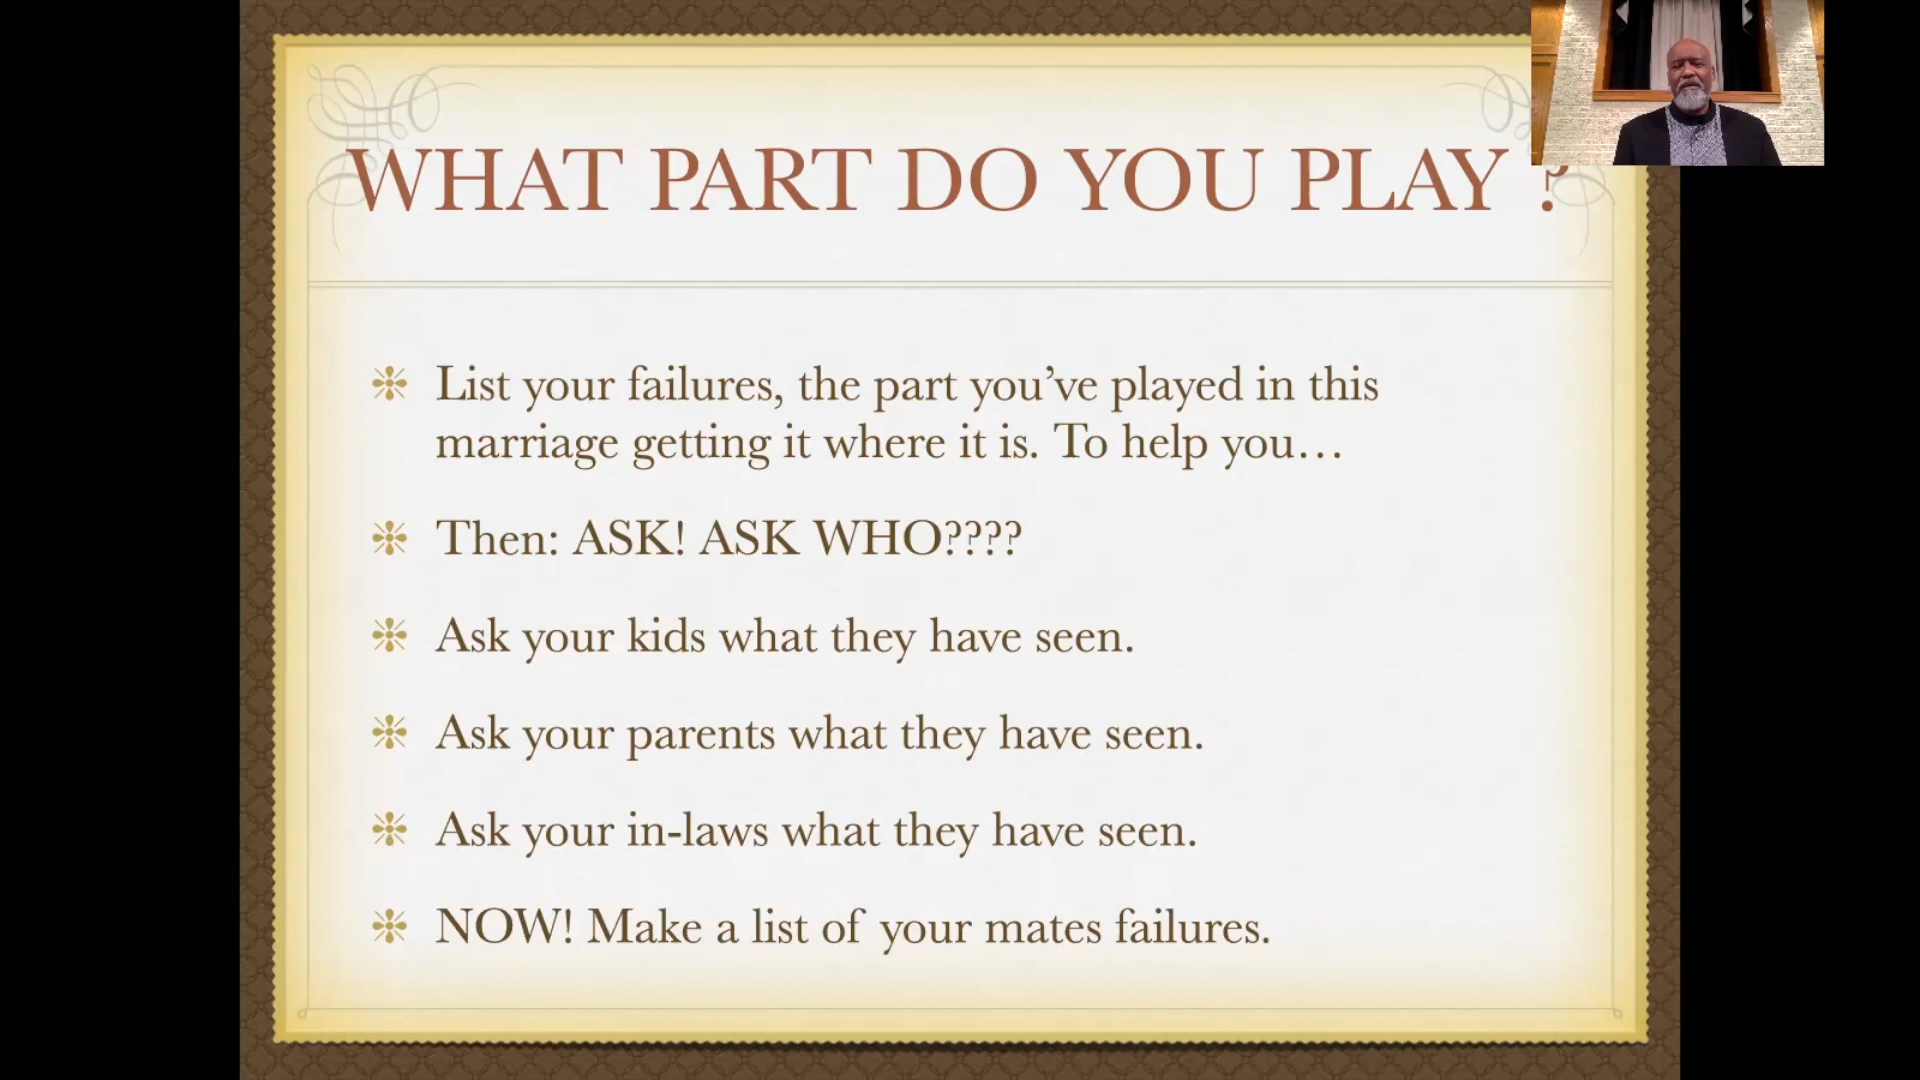 WHAT PART DO YOU PLAY ?
List your failures, the part you’ve played in this
marriage getting it where it is. To help you…
Then: ASK! ASK WHO????
Ask your kids what they have seen.
Ask your parents what they have seen.
Ask your in-laws what they have seen.
NOW! Make a list of your mates failures.